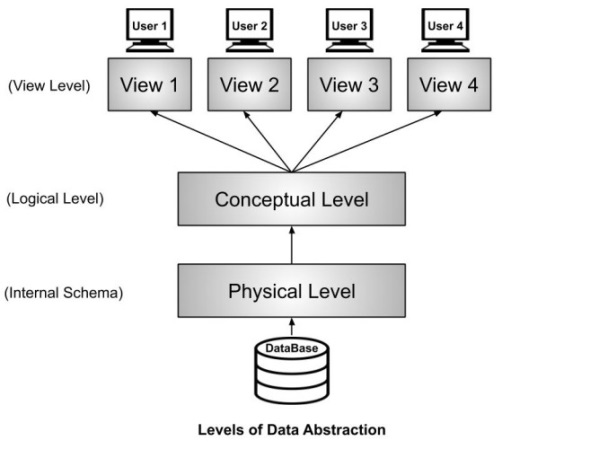 User 1
User 2
User 3
User 4
(View Level)
View 1
View 2
View 3
View 4
(Logical Level)
Conceptual Level
(Internal Schema)
Physical Level
DataBase
Levels of Data Abstraction